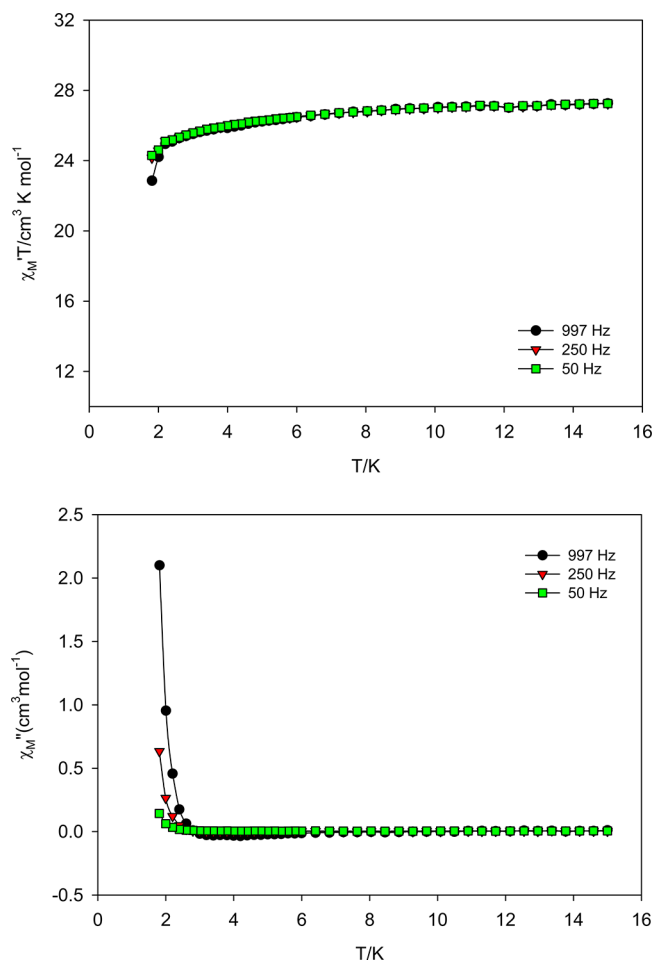 32
28
24
20
16
12
χM'T/cm³ K mol⁻¹
997 Hz
250 Hz
50 Hz
0 2 4 6 8 10 12 14 16
T/K
2.5
2.0
1.5
1.0
0.5
0.0
-0.5
χM"(cm³mol⁻¹)
997 Hz
250 Hz
50 Hz
0 2 4 6 8 10 12 14 16
T/K